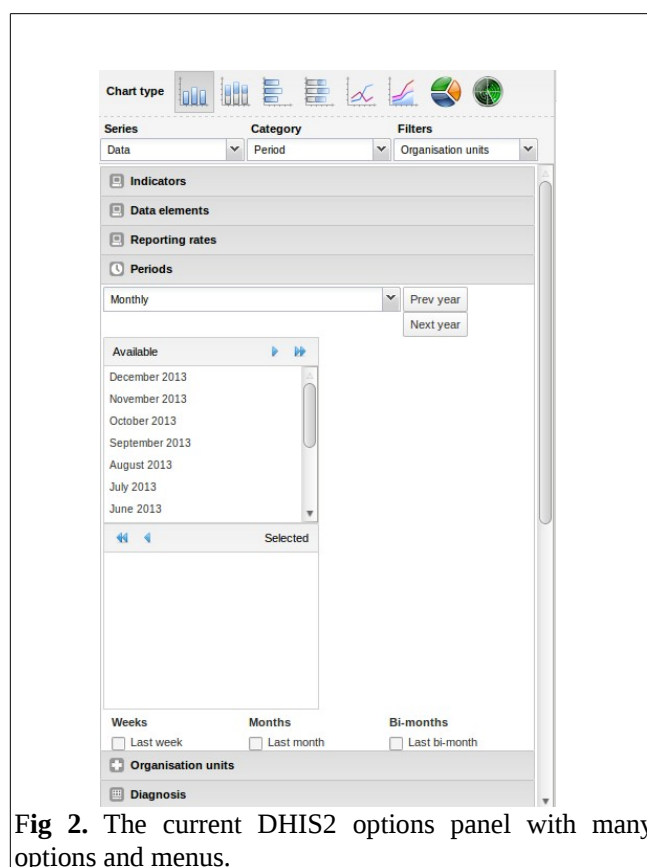 Chart type
Series Category Filters
Data Period Organisation units
Indicators
Data elements
Reporting rates
Periods
Monthly Prev year
Next year
Available
December 2013
November 2013
October 2013
September 2013
August 2013
July 2013
June 2013
Selected
Weeks Months Bi-months
Last week Last month Last bi-month
Organisation units
Diagnosis
Fig 2. The current DHIS2 options panel with many
options and menus.